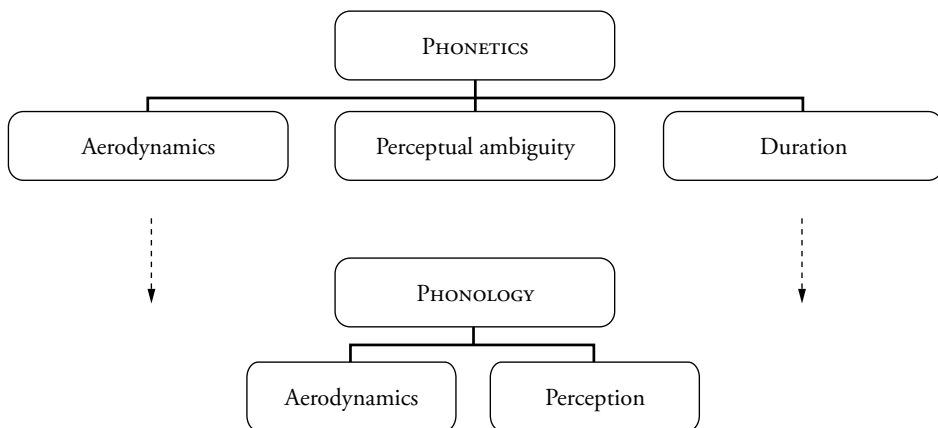 PHONETICS
Aerodynamics
Perceptual ambiguity
Duration
PHONOLOGY
Aerodynamics
Perception